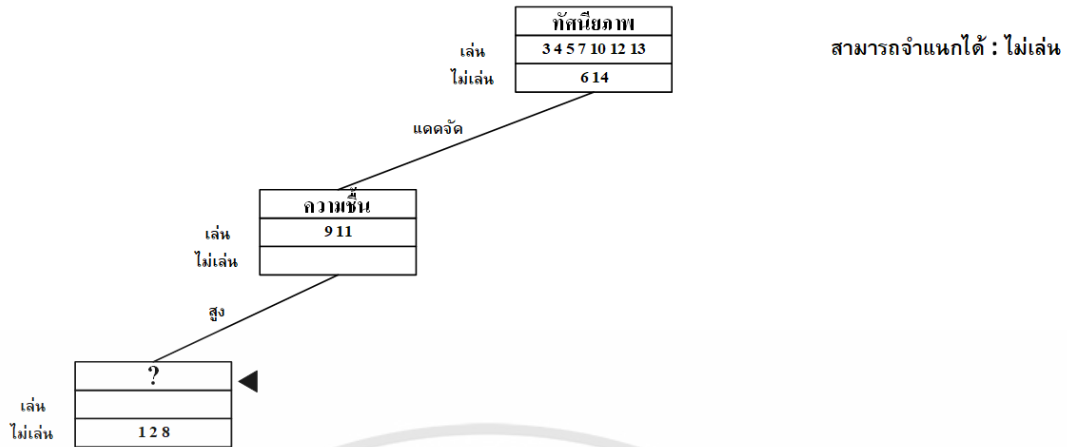 ทัศนียภาพ
เล่น 3 4 5 7 10 12 13
ไม่เล่น 6 14
สามารถจำแนกได้ : ไม่เล่น
แดดจัด
ความชื้น
เล่น 9 11
ไม่เล่น
สูง
?
เล่น
ไม่เล่น 1 2 8